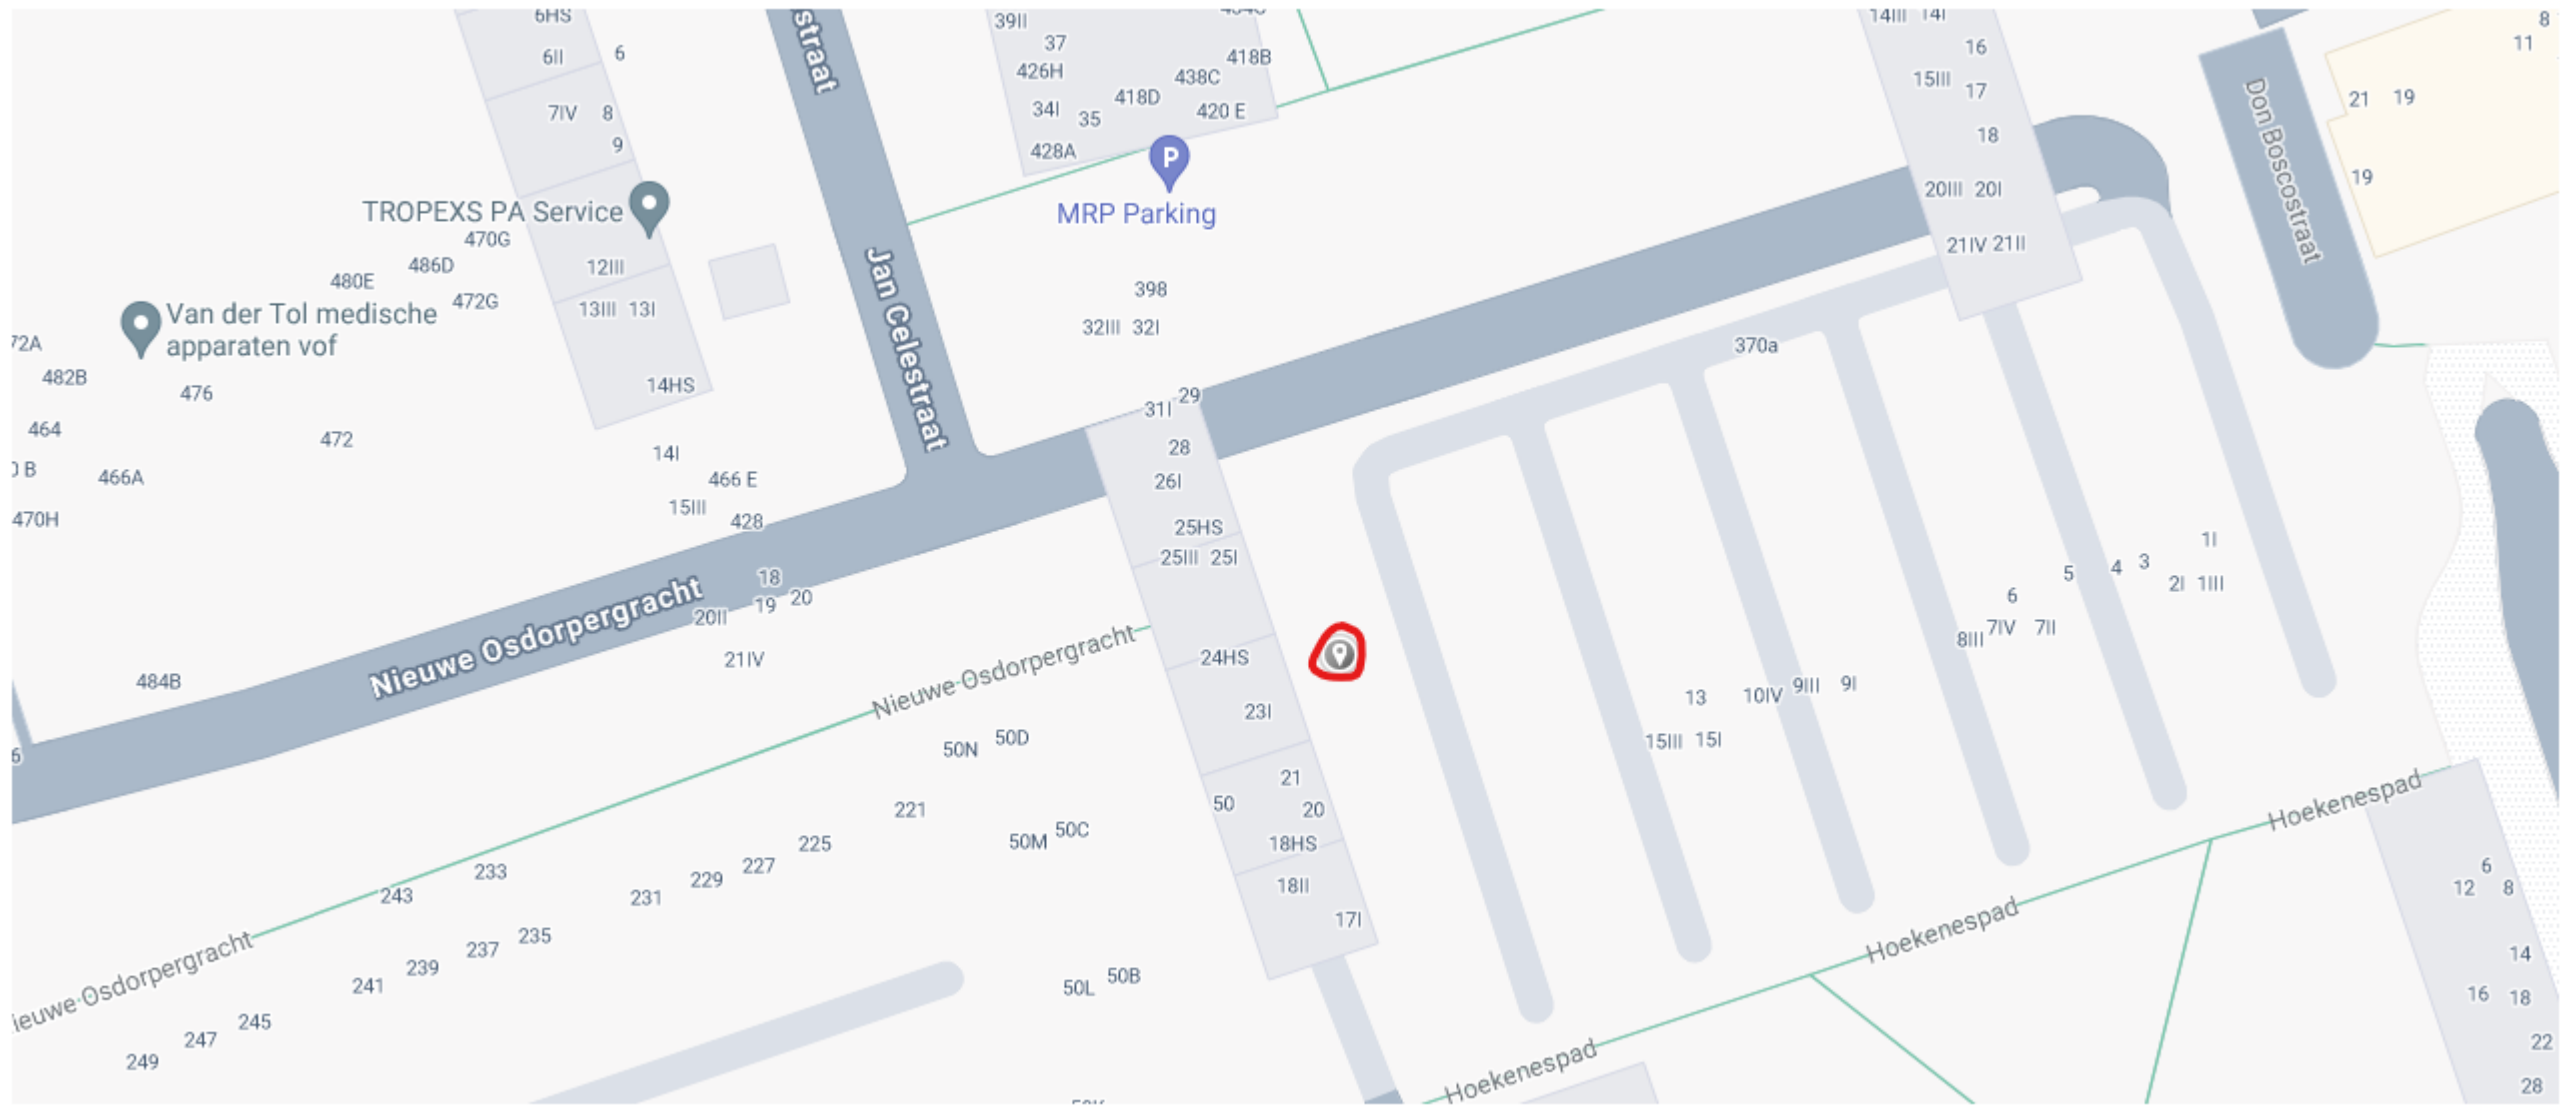 6HS
6II
6
7IV
8
9
TROPEXS PA Service
470G
486D
480E
472G
12III
13III 13I
Van der Tol medische
apparaten vof
72A
482B
476
464
472
466A
470H
14HS
14I
466 E
15III
428
484B
straat
Jan Celestraat
39II
37
426H
34I
35
418D
438C
418B
420 E
428A
P
MRP Parking
398
32III 32I
31I
29
28
26I
25HS
25III 25I
24HS
23I
21
50
20
18HS
18II
17I
Nieuwe Osdorpergracht
18
19
20
20II
21IV
Nieuwe Osdorpergracht
50N
50D
221
50M
50C
225
227
229
231
233
243
235
237
239
241
245
247
249
50L
50B
ieuwe Osdorpergracht
14III 14I
16
15III
17
18
20III 20I
21IV 21II
370a
Don Boscostraat
8
11
21
19
19
1I
3
4
5
2I
1III
6
7IV
7II
8III
13
10IV
9III
9I
15III 15I
Hoekenespad
Hoekenespad
Hoekenespad
6
12
8
14
16
18
22
28